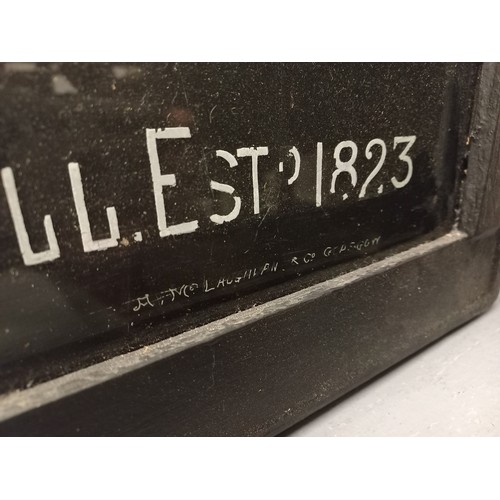 LL. ESTD 1823
McLAUGHLAN & Co GLASGOW